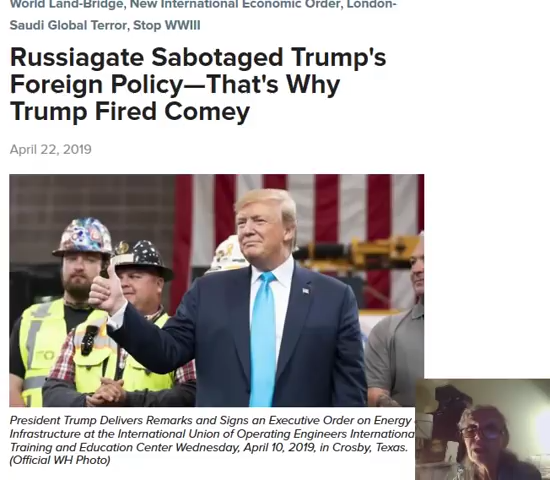 World Land-Bridge, New International Economic Order, London-
Saudi Global Terror, Stop WWIII
Russiagate Sabotaged Trump's
Foreign Policy—That's Why
Trump Fired Comey
April 22, 2019
President Trump Delivers Remarks and Signs an Executive Order on Energy
Infrastructure at the International Union of Operating Engineers Internationa
Training and Education Center Wednesday, April 10, 2019, in Crosby, Texas.
(Official WH Photo)